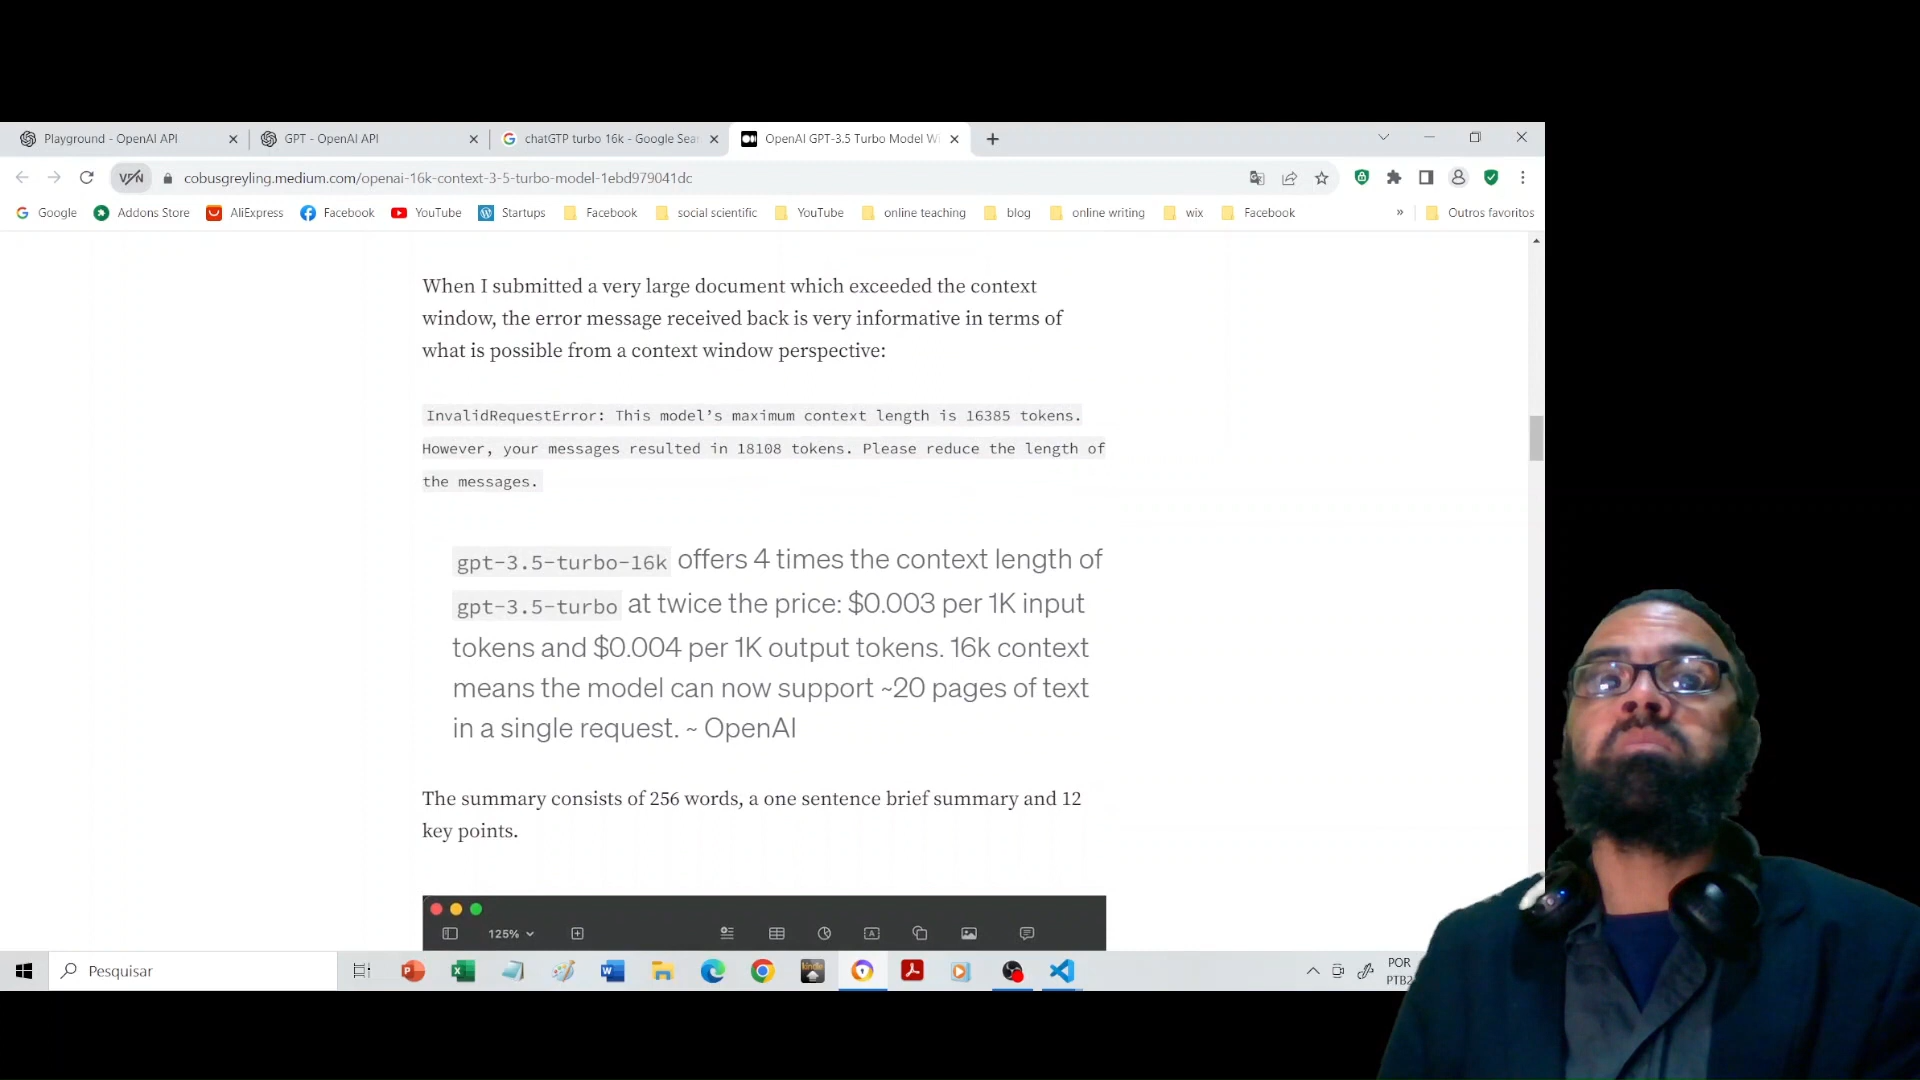 Playground - OpenAI API
GPT - OpenAI API
chatGTP turbo 16k - Google Sea
OpenAI GPT-3.5 Turbo Model Wi
VPN
cobusgreyling.medium.com/openai-16k-context-3-5-turbo-model-1ebd979041dc
Google
Addons Store
AliExpress
Facebook
YouTube
Startups
Facebook
social scientific
YouTube
online teaching
blog
online writing
wix
Facebook
»
Outros favoritos
When I submitted a very large document which exceeded the context
window, the error message received back is very informative in terms of
what is possible from a context window perspective:
InvalidRequestError: This model’s maximum context length is 16385 tokens.
However, your messages resulted in 18108 tokens. Please reduce the length of
the messages.
gpt-3.5-turbo-16k offers 4 times the context length of
gpt-3.5-turbo at twice the price: $0.003 per 1K input
tokens and $0.004 per 1K output tokens. 16k context
means the model can now support ~20 pages of text
in a single request. ~ OpenAI
The summary consists of 256 words, a one sentence brief summary and 12
key points.
125%
Pesquisar
kindle
POR
PTB2